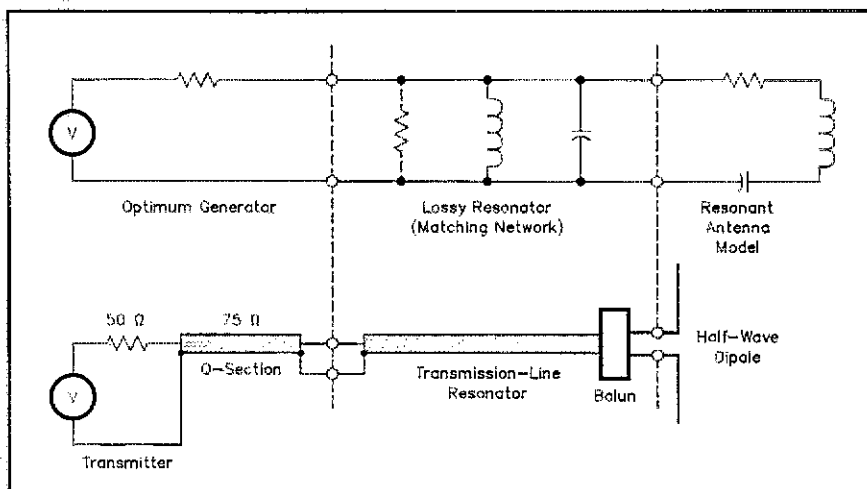 V
Optimum Generator
Lossy Resonator
(Matching Network)
Resonant
Antenna
Model
50 Ω
75 Ω
V
Q-Section
Transmission-Line
Resonator
Balun
Half-Wave
Dipole
Transmitter